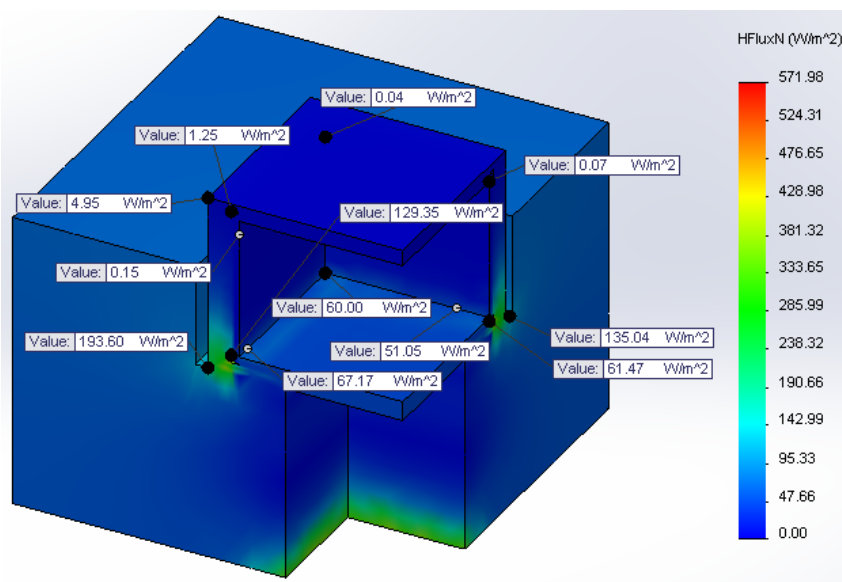 HFluxN (W/m^2)
571.98
524.31
476.65
428.98
381.32
333.65
285.99
238.32
190.66
142.99
95.33
47.66
0.00
Value: 0.04 W/m^2
Value: 1.25 W/m^2
Value: 0.07 W/m^2
Value: 4.95 W/m^2
Value: 129.35 W/m^2
Value: 0.15 W/m^2
Value: 60.00 W/m^2
Value: 193.60 W/m^2
Value: 135.04 W/m^2
Value: 51.05 W/m^2
Value: 61.47 W/m^2
Value: 67.17 W/m^2